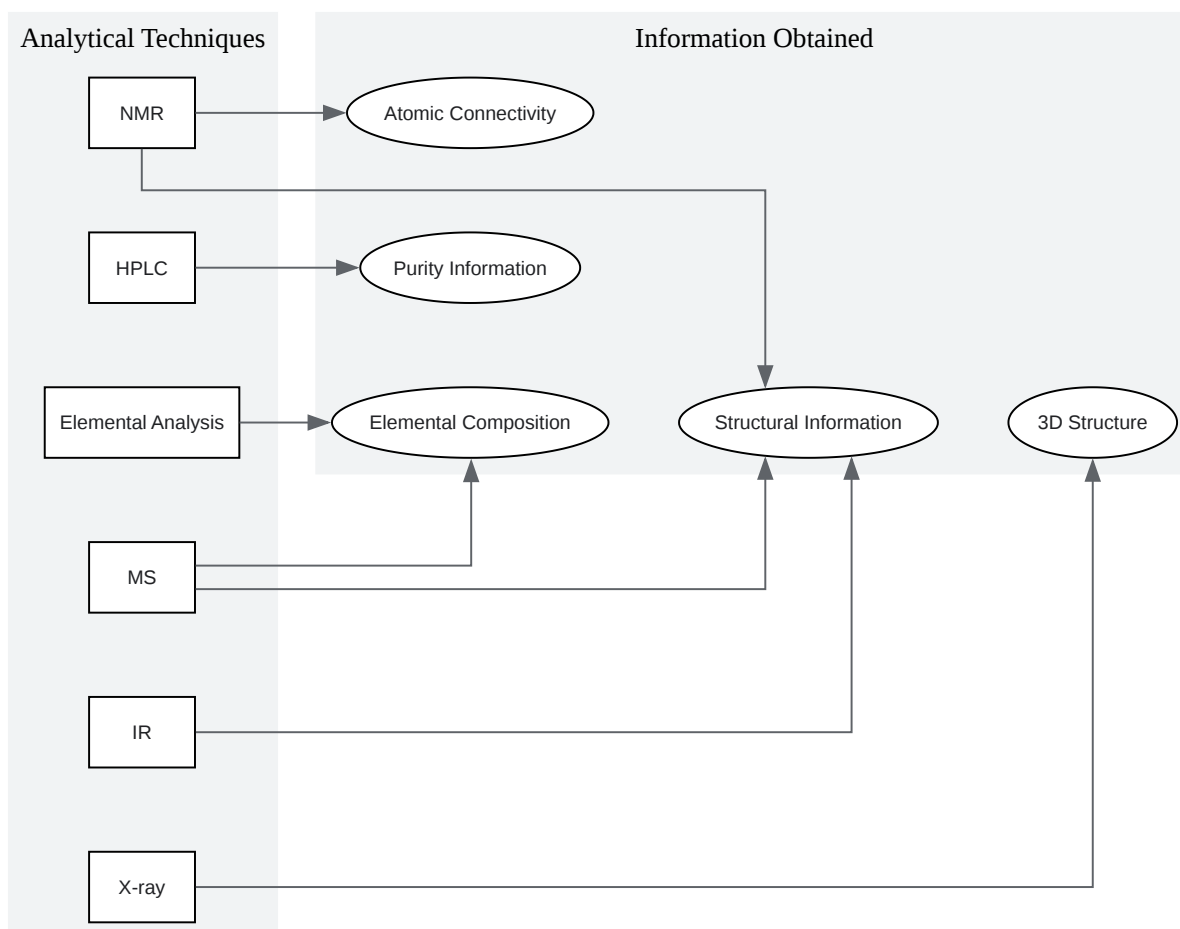 Analytical Techniques
Information Obtained
NMR
Atomic Connectivity
HPLC
Purity Information
Elemental Analysis
Elemental Composition
Structural Information
3D Structure
MS
IR
X-ray